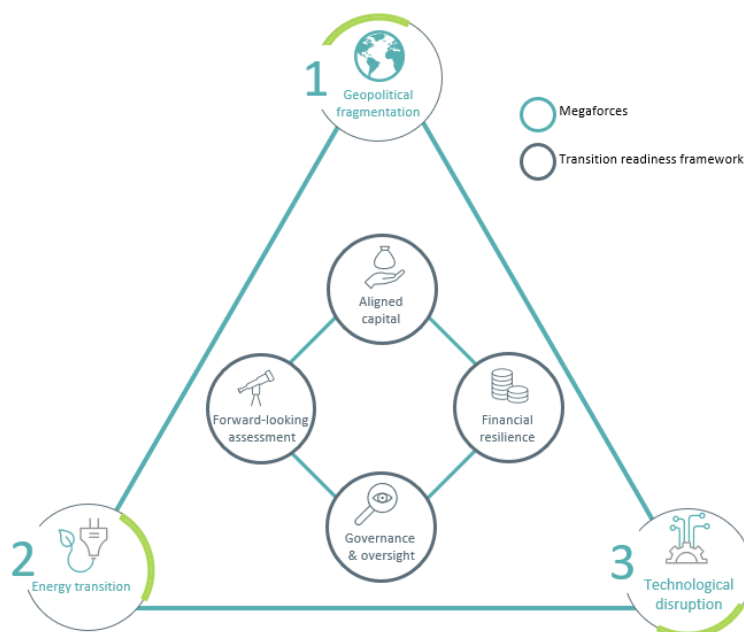 1
Geopolitical
fragmentation
Megaforces
Transition readiness framework
Aligned
capital
Forward-looking
assessment
Financial
resilience
Governance
& oversight
2
Energy transition
3
Technological
disruption